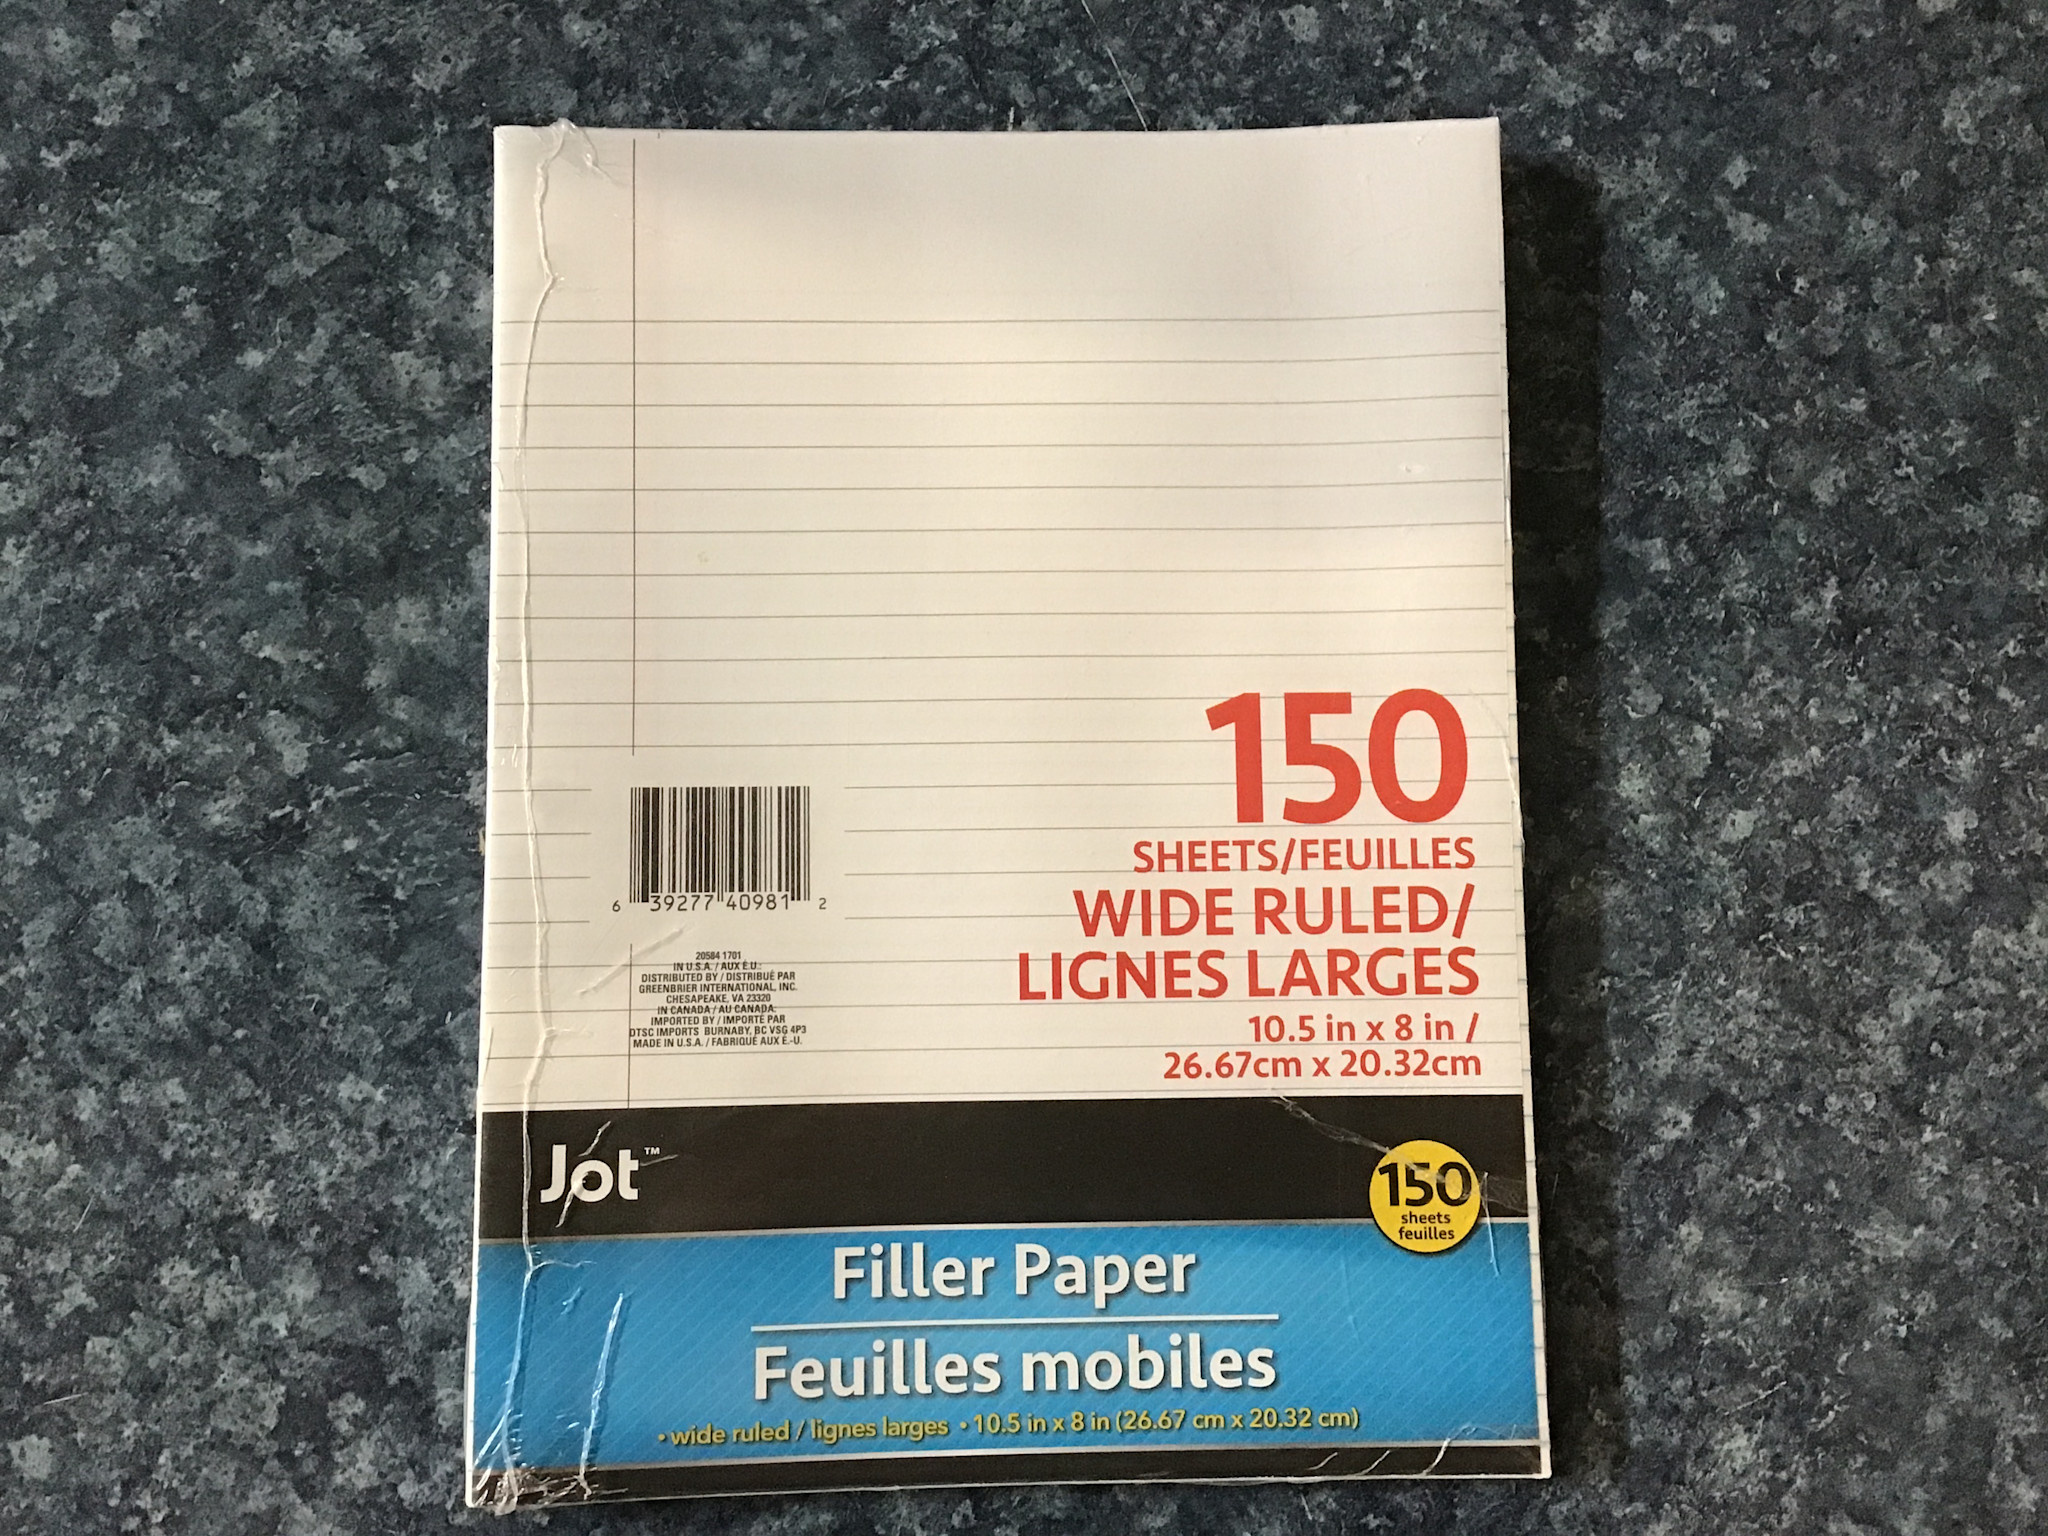 150
SHEETS/FEUILLES
WIDE RULED/
LIGNES LARGES
10.5 in x 8 in /
26.67cm x 20.32cm
6 39277 40981 2
20584 1701
IN U.S.A. / AUX É.U.:
DISTRIBUTED BY / DISTRIBUÉ PAR
GREENBRIER INTERNATIONAL, INC.
CHESAPEAKE, VA 23320
IN CANADA / AU CANADA:
IMPORTED BY / IMPORTÉ PAR
DTSC IMPORTS BURNABY, BC V5G 4P3
MADE IN U.S.A. / FABRIQUÉ AUX É.-U.
Jot™
150
sheets
feuilles
Filler Paper
Feuilles mobiles
• wide ruled / lignes larges • 10.5 in x 8 in (26.67 cm x 20.32 cm)